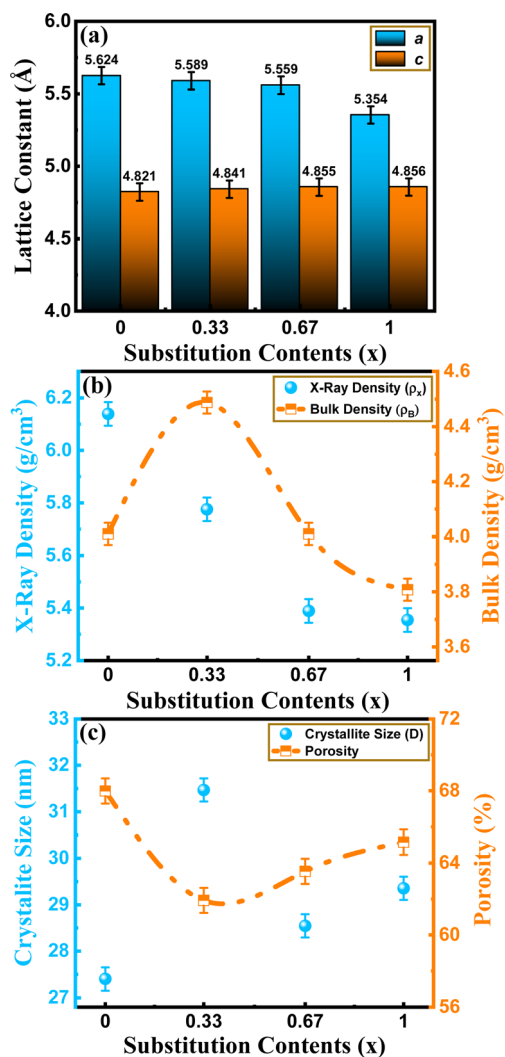 (a)
a
c
5.624
5.589
5.559
5.354
4.821
4.841
4.855
4.856
6.0
5.5
5.0
4.5
4.0
Lattice Constant (Å)
0 0.33 0.67 1
Substitution Contents (x)
(b)
X-Ray Density (ρx)
Bulk Density (ρB)
6.2
6.0
5.8
5.6
5.4
5.2
X-Ray Density (g/cm³)
4.6
4.4
4.2
4.0
3.8
3.6
Bulk Density (g/cm³)
0 0.33 0.67 1
Substitution Contents (x)
(c)
Crystallite Size (D)
Porosity
33
32
31
30
29
28
27
Crystallite Size (nm)
72
68
64
60
56
Porosity (%)
0 0.33 0.67 1
Substitution Contents (x)